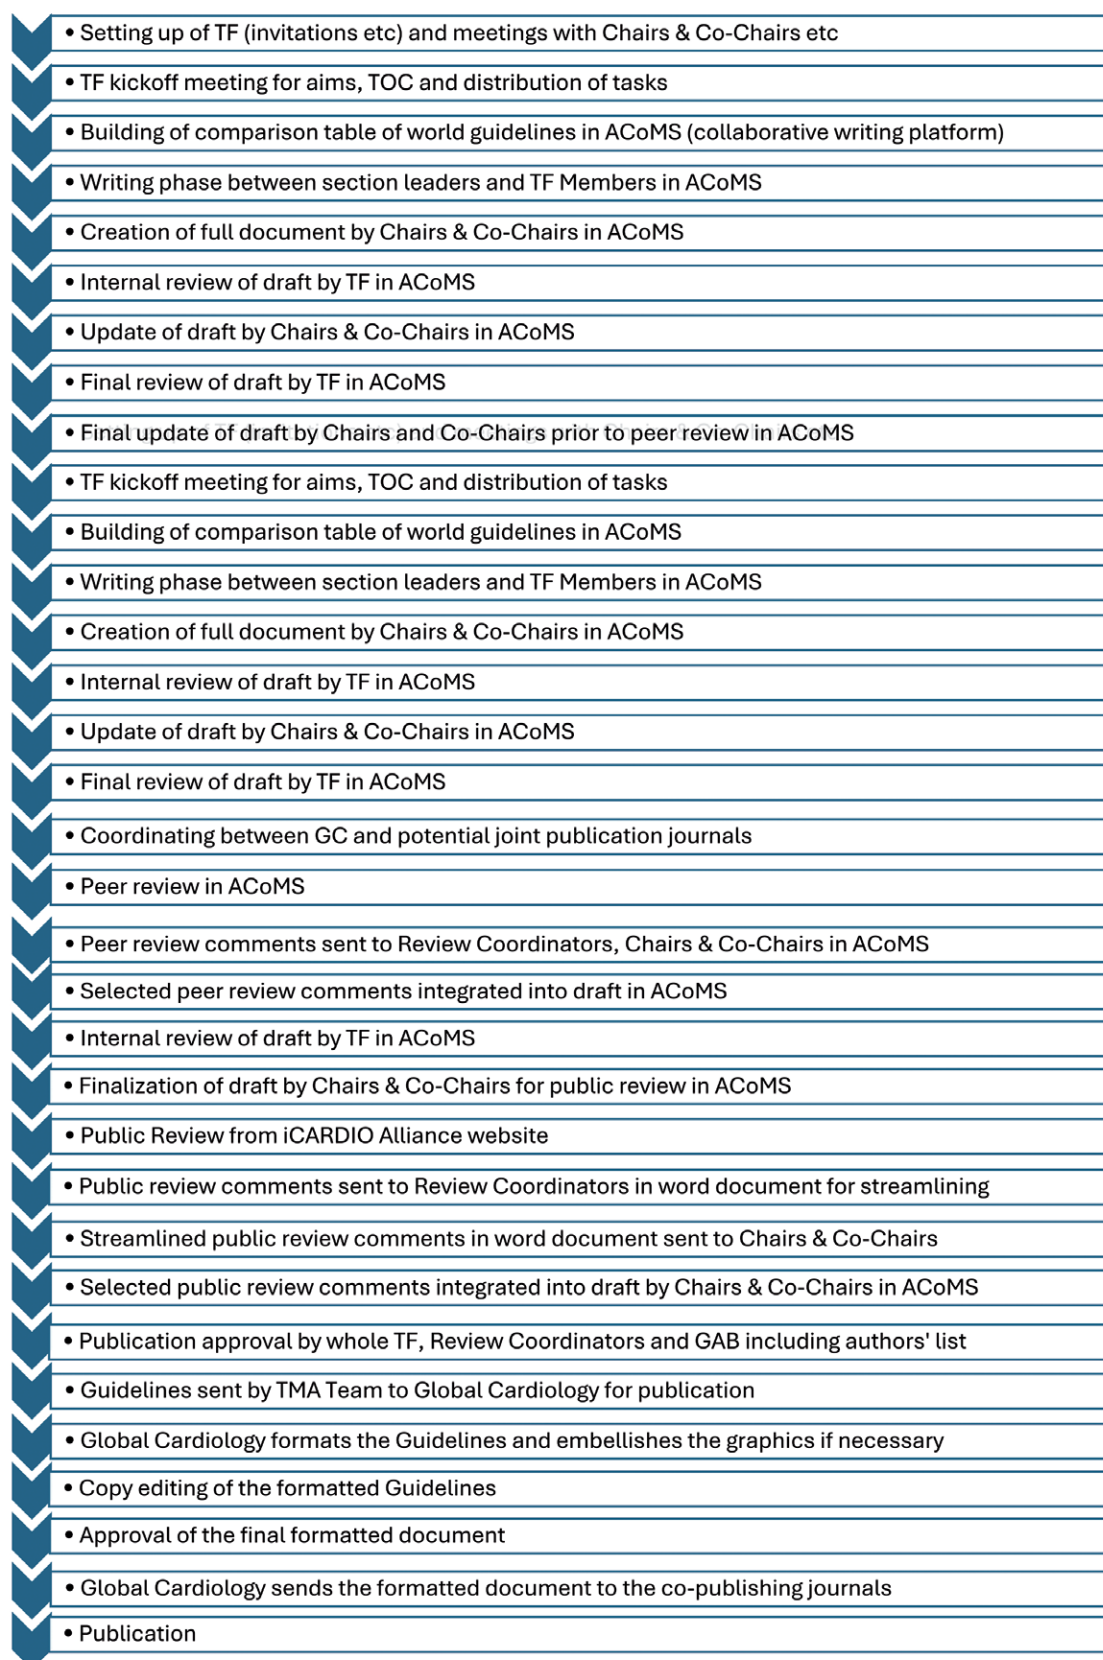 • Setting up of TF (invitations etc) and meetings with Chairs & Co-Chairs etc
• TF kickoff meeting for aims, TOC and distribution of tasks
• Building of comparison table of world guidelines in ACoMS (collaborative writing platform)
• Writing phase between section leaders and TF Members in ACoMS
• Creation of full document by Chairs & Co-Chairs in ACoMS
• Internal review of draft by TF in ACoMS
• Update of draft by Chairs & Co-Chairs in ACoMS
• Final review of draft by TF in ACoMS
• Final update of draft by Chairs and Co-Chairs prior to peer review in ACoMS
• TF kickoff meeting for aims, TOC and distribution of tasks
• Building of comparison table of world guidelines in ACoMS
• Writing phase between section leaders and TF Members in ACoMS
• Creation of full document by Chairs & Co-Chairs in ACoMS
• Internal review of draft by TF in ACoMS
• Update of draft by Chairs & Co-Chairs in ACoMS
• Final review of draft by TF in ACoMS
• Coordinating between GC and potential joint publication journals
• Peer review in ACoMS
• Peer review comments sent to Review Coordinators, Chairs & Co-Chairs in ACoMS
• Selected peer review comments integrated into draft in ACoMS
• Internal review of draft by TF in ACoMS
• Finalization of draft by Chairs & Co-Chairs for public review in ACoMS
• Public Review from iCARDIO Alliance website
• Public review comments sent to Review Coordinators in word document for streamlining
• Streamlined public review comments in word document sent to Chairs & Co-Chairs
• Selected public review comments integrated into draft by Chairs & Co-Chairs in ACoMS
• Publication approval by whole TF, Review Coordinators and GAB including authors' list
• Guidelines sent by TMA Team to Global Cardiology for publication
• Global Cardiology formats the Guidelines and embellishes the graphics if necessary
• Copy editing of the formatted Guidelines
• Approval of the final formatted document
• Global Cardiology sends the formatted document to the co-publishing journals
• Publication